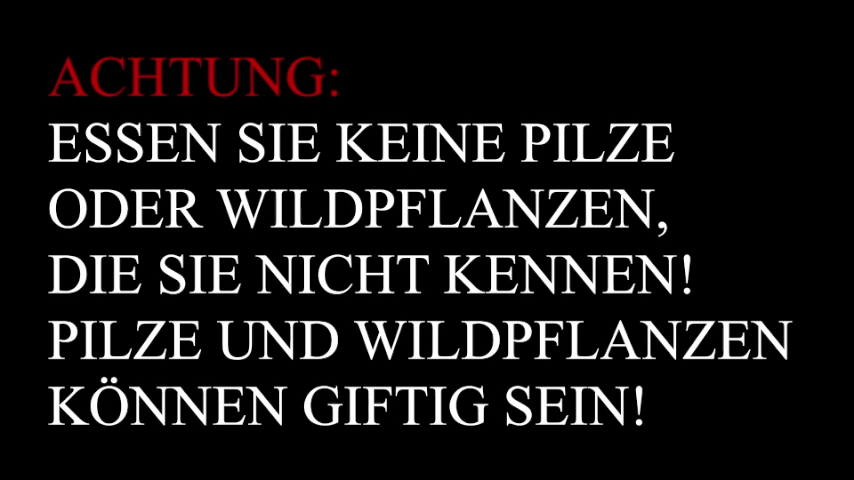 ACHTUNG:
ESSEN SIE KEINE PILZE
ODER WILDPFLANZEN,
DIE SIE NICHT KENNEN!
PILZE UND WILDPFLANZEN
KÖNNEN GIFTIG SEIN!